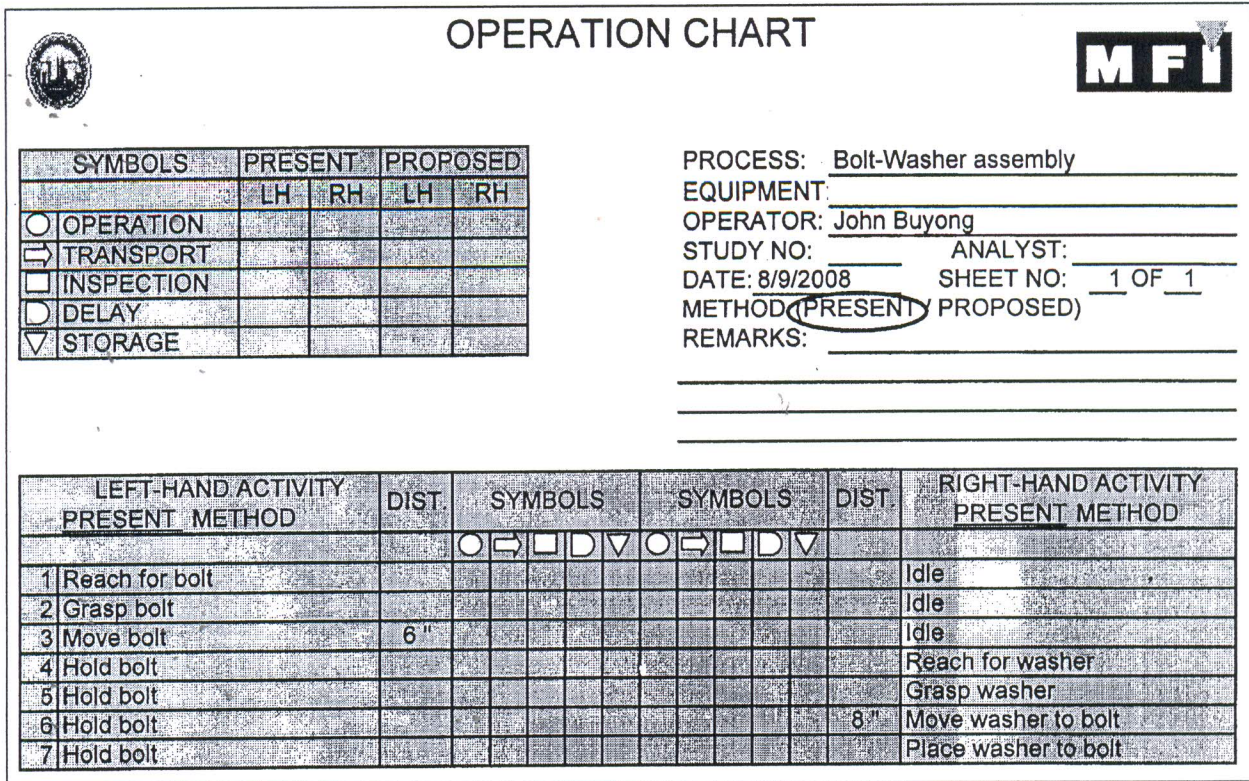 OPERATION CHART
MFI
SYMBOLS PRESENT PROPOSED
LH RH LH RH
OPERATION
TRANSPORT
INSPECTION
DELAY
STORAGE
PROCESS: Bolt-Washer assembly
EQUIPMENT:
OPERATOR: John Buyong
STUDY NO: ANALYST:
DATE: 8/9/2008 SHEET NO: 1 OF 1
METHOD (PRESENT / PROPOSED)
REMARKS:
LEFT-HAND ACTIVITY PRESENT METHOD DIST. SYMBOLS SYMBOLS DIST. RIGHT-HAND ACTIVITY PRESENT METHOD
1 Reach for bolt Idle
2 Grasp bolt Idle
3 Move bolt 6 " Idle
4 Hold bolt Reach for washer
5 Hold bolt Grasp washer
6 Hold bolt 8 " Move washer to bolt
7 Hold bolt Place washer to bolt